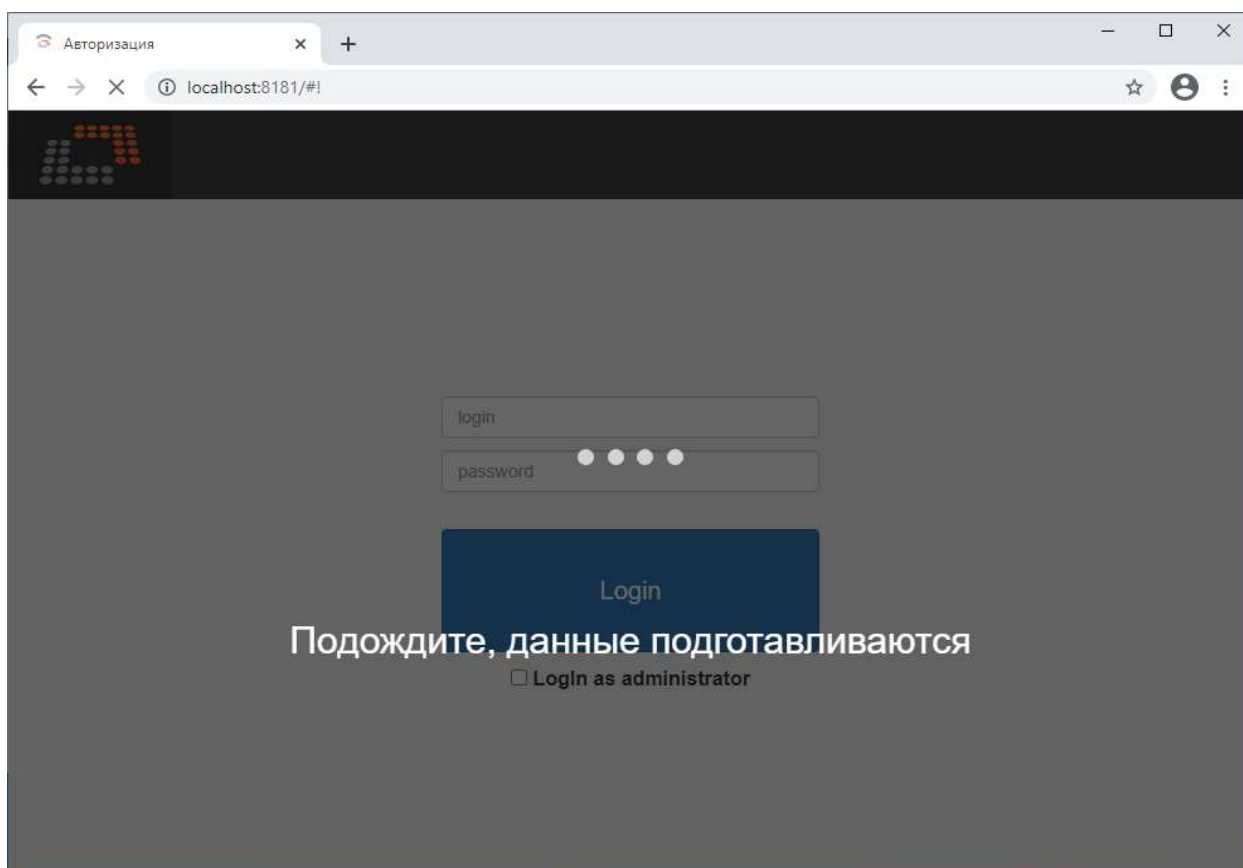 Авторизация
localhost:8181/#!
login
password
Login
Подождите, данные подготавливаются
LogIn as administrator